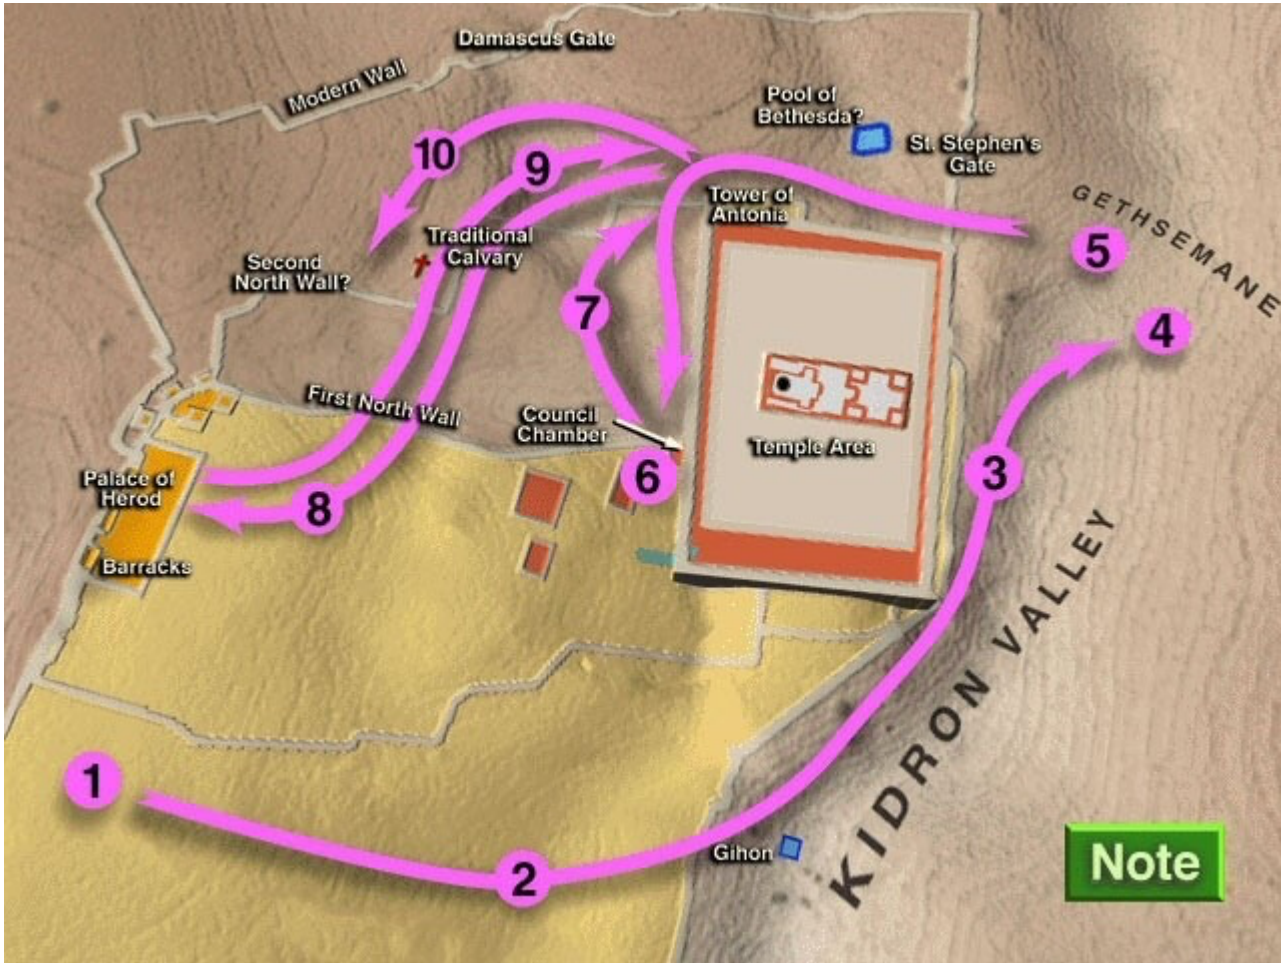 Damascus Gate
Modern Wall
Pool of
Bethesda?
St. Stephen's
Gate
10
9
Tower of
Antonia
GETHSEMANE
5
Traditional
Calvary
Second
North Wall?
7
4
First North Wall
Council
Chamber
Temple Area
6
3
Palace of
Herod
8
Barracks
KIDRON VALLEY
1
2
Gihon
Note